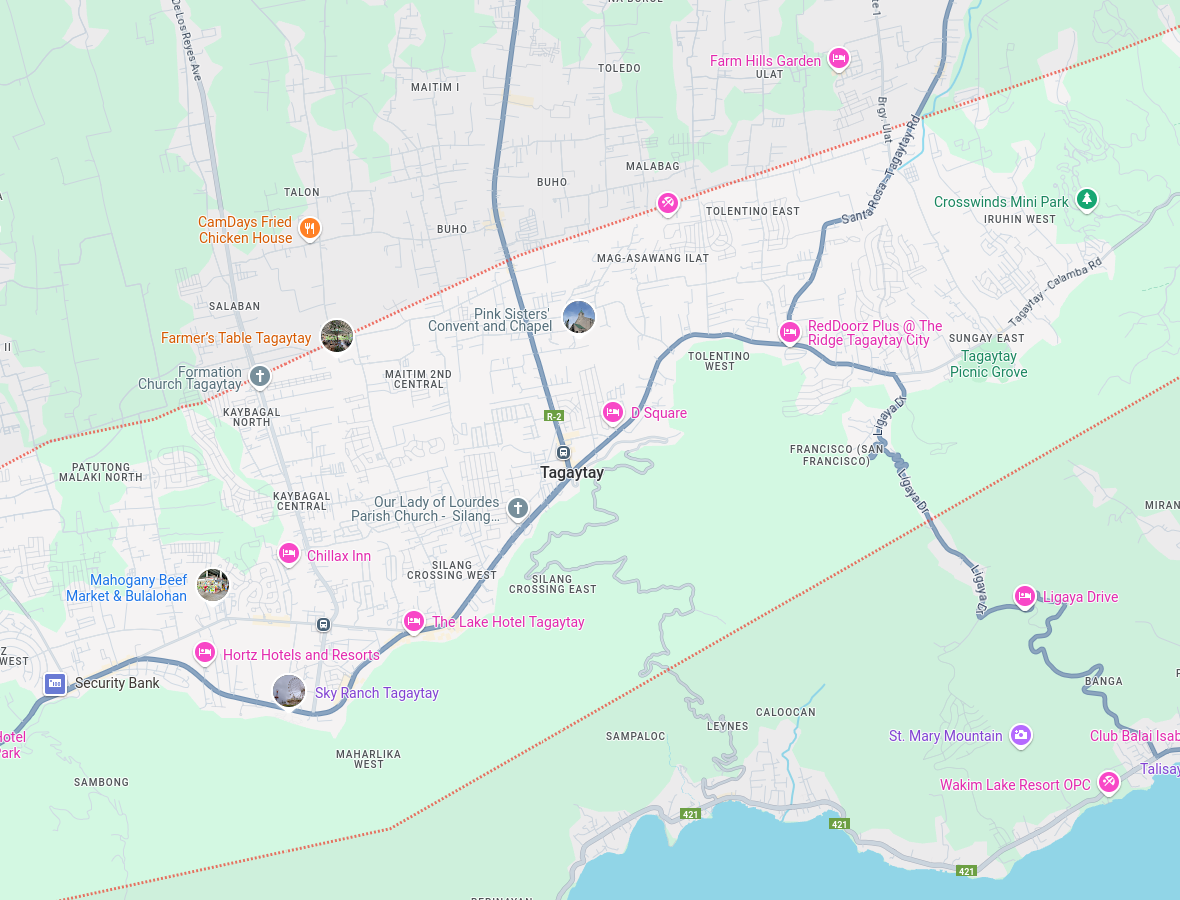 De Los Reyes Ave
TOLEDO
Farm Hills Garden
ULAT
MAITIM I
Brgy. Ulat
MALABAG
BUHO
TALON
Santa Rosa - Tagaytay Rd
Crosswinds Mini Park
IRUHIN WEST
TOLENTINO EAST
CamDays Fried
Chicken House
BUHO
MAG-ASAWANG ILAT
Tagaytay - Calamba Rd
SALABAN
Pink Sisters'
Convent and Chapel
RedDoorz Plus @ The
Ridge Tagaytay City
Farmer's Table Tagaytay
SUNGAY EAST
II
TOLENTINO
WEST
Tagaytay
Picnic Grove
Formation
Church Tagaytay
MAITIM 2ND
CENTRAL
KAYBAGAL
NORTH
R-2
D Square
Ligaya Dr
FRANCISCO (SAN
FRANCISCO)
PATUTONG
MALAKI NORTH
Tagaytay
Ligaya Dr
KAYBAGAL
CENTRAL
Our Lady of Lourdes
Parish Church - Silang...
MIRAN
Chillax Inn
SILANG
CROSSING WEST
SILANG
CROSSING EAST
Mahogany Beef
Market & Bulalohan
Ligaya Dr
Ligaya Drive
The Lake Hotel Tagaytay
Z
WEST
Hortz Hotels and Resorts
Security Bank
Sky Ranch Tagaytay
BANGA
CALOOCAN
LEYNES
SAMPALOC
St. Mary Mountain
Club Balai Isab
MAHARLIKA
WEST
Talisay
SAMBONG
Wakim Lake Resort OPC
421
421
421